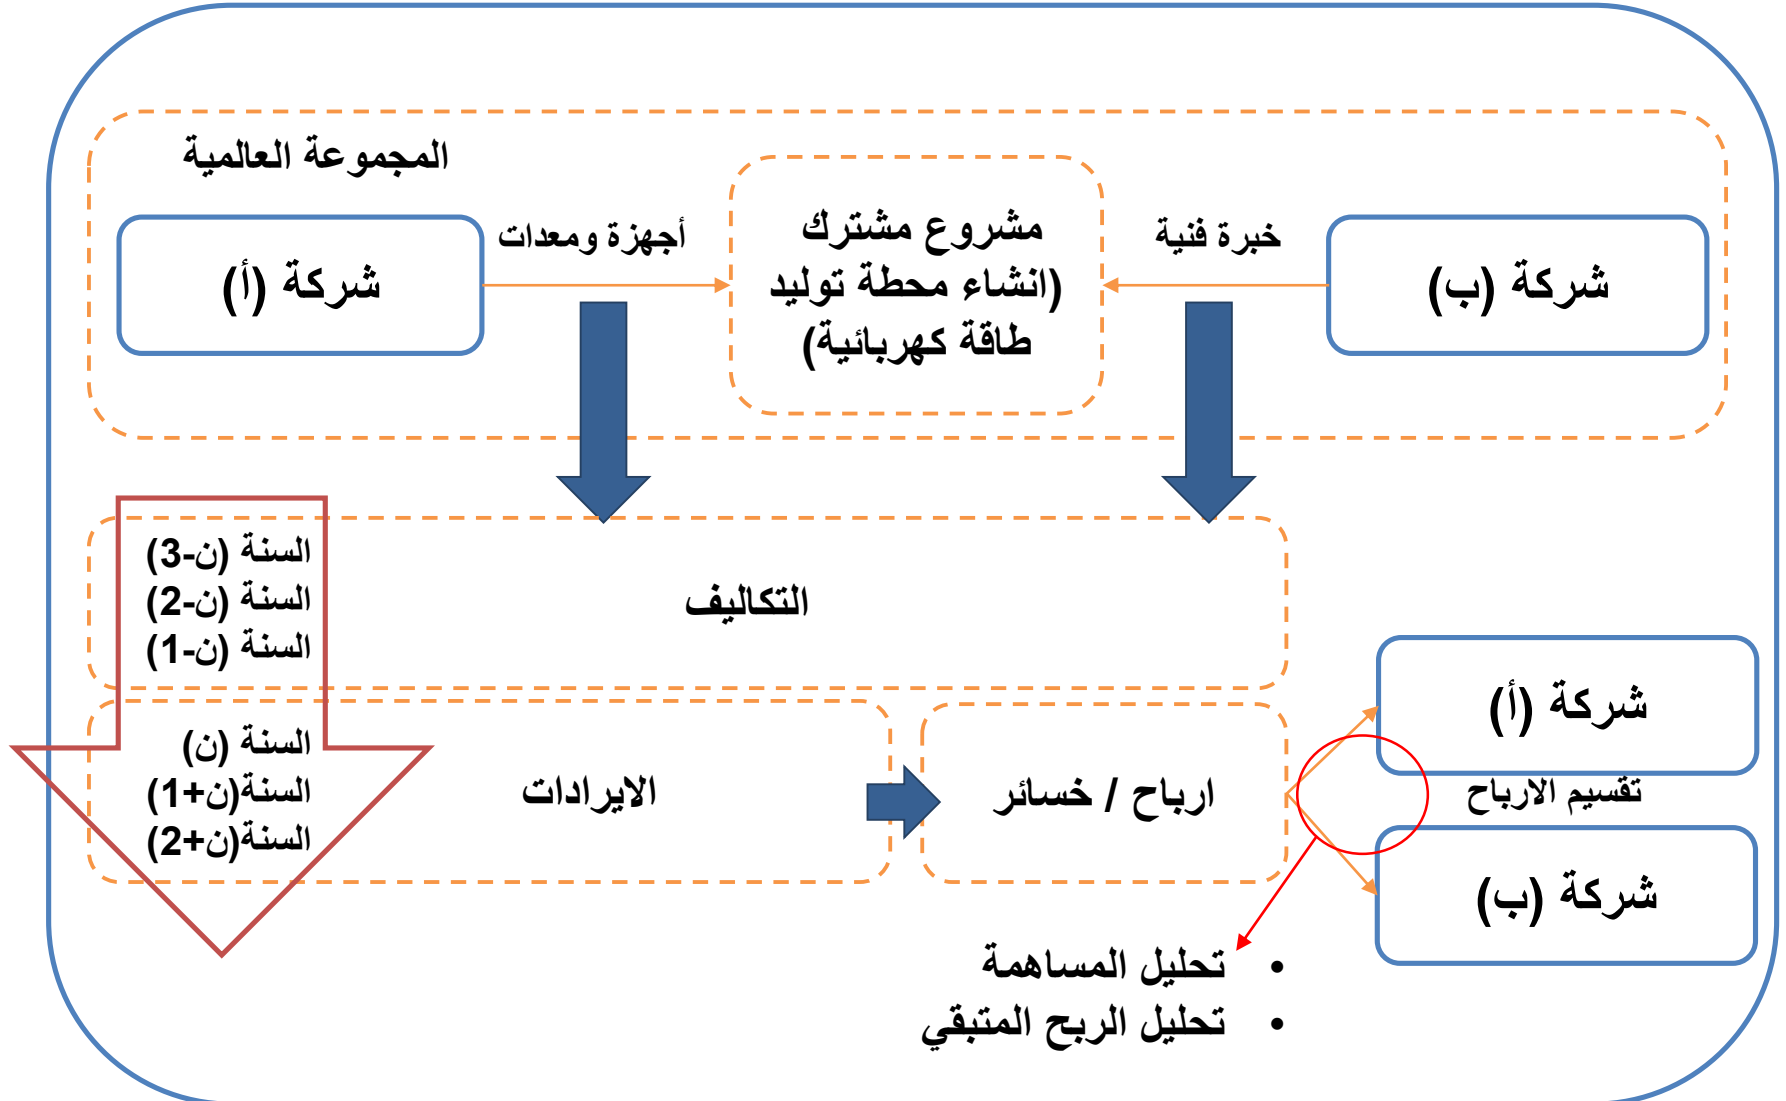 المجموعة العالمية
شركة (ب)
خبرة فنية
مشروع مشترك
(انشاء محطة توليد
طاقة كهربائية)
أجهزة ومعدات
شركة (أ)
التكاليف
السنة (ن-3)
السنة (ن-2)
السنة (ن-1)
السنة (ن)
السنة(ن+1)
السنة(ن+2)
الايرادات
ارباح / خسائر
شركة (أ)
تقسيم الارباح
شركة (ب)
• تحليل المساهمة
• تحليل الربح المتبقي